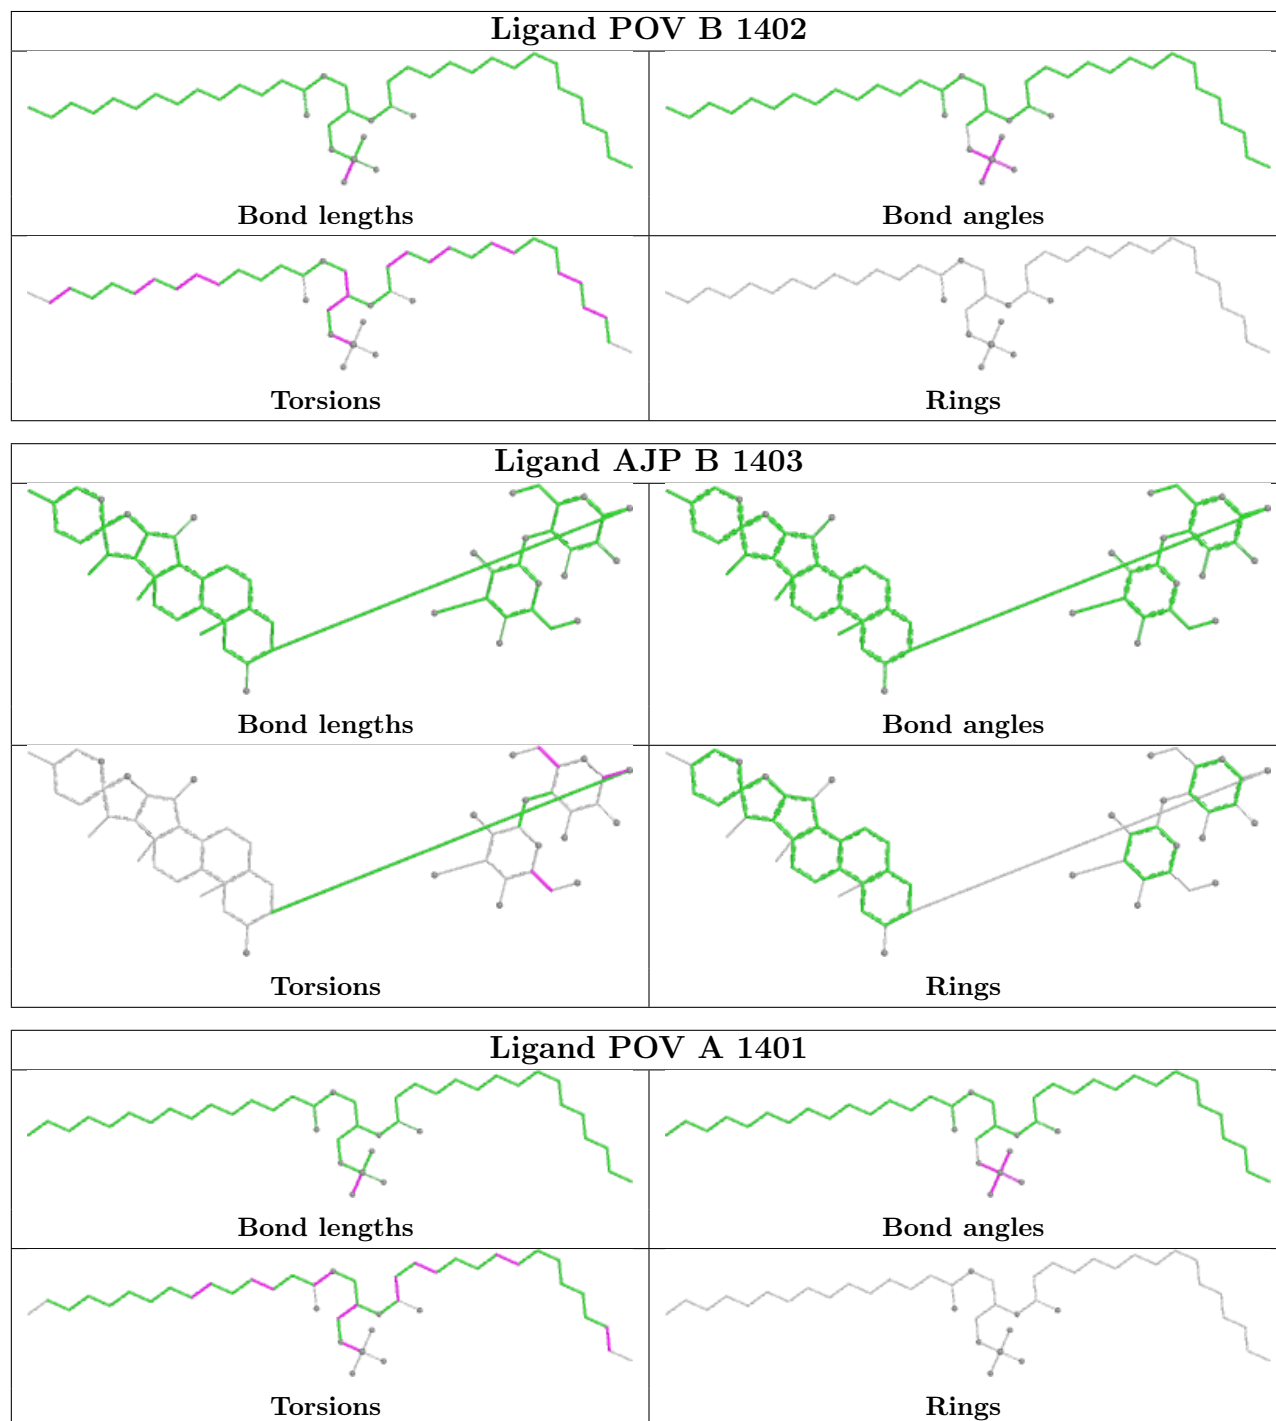 Ligand POV B 1402
Bond lengths
Bond angles
Torsions
Rings
Ligand AJP B 1403
Bond lengths
Bond angles
Torsions
Rings
Ligand POV A 1401
Bond lengths
Bond angles
Torsions
Rings